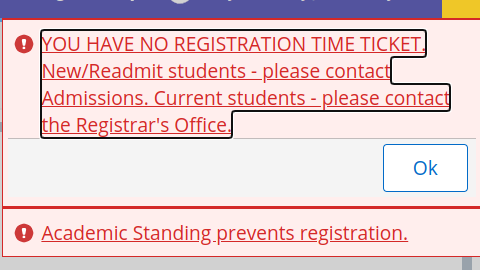 YOU HAVE NO REGISTRATION TIME TICKET.
New/Readmit students - please contact
Admissions. Current students - please contact
the Registrar's Office.
Ok
Academic Standing prevents registration.